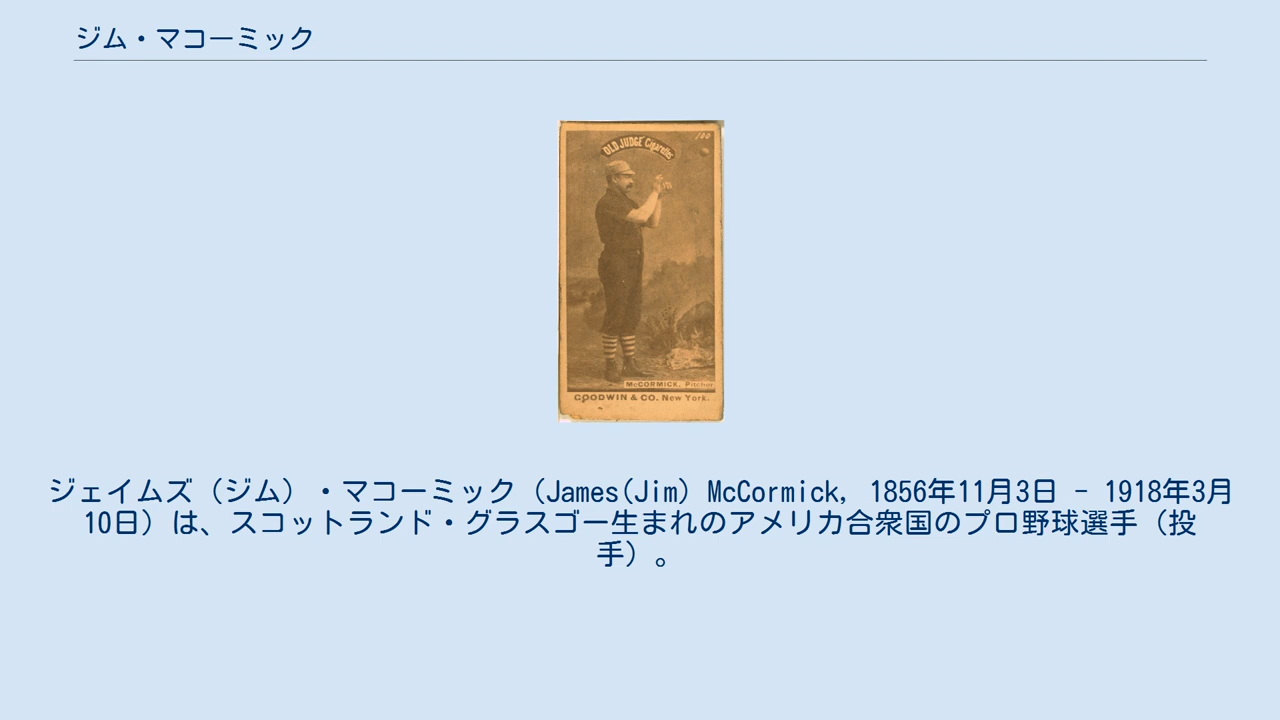 ジム・マコーミック
100
OLD JUDGE Cigarettes
McCORMICK, Pitcher
GOODWIN & CO. New York.
ジェイムズ（ジム）・マコーミック（James(Jim) McCormick, 1856年11月3日 - 1918年3月
10日）は、スコットランド・グラスゴー生まれのアメリカ合衆国のプロ野球選手（投
手）。